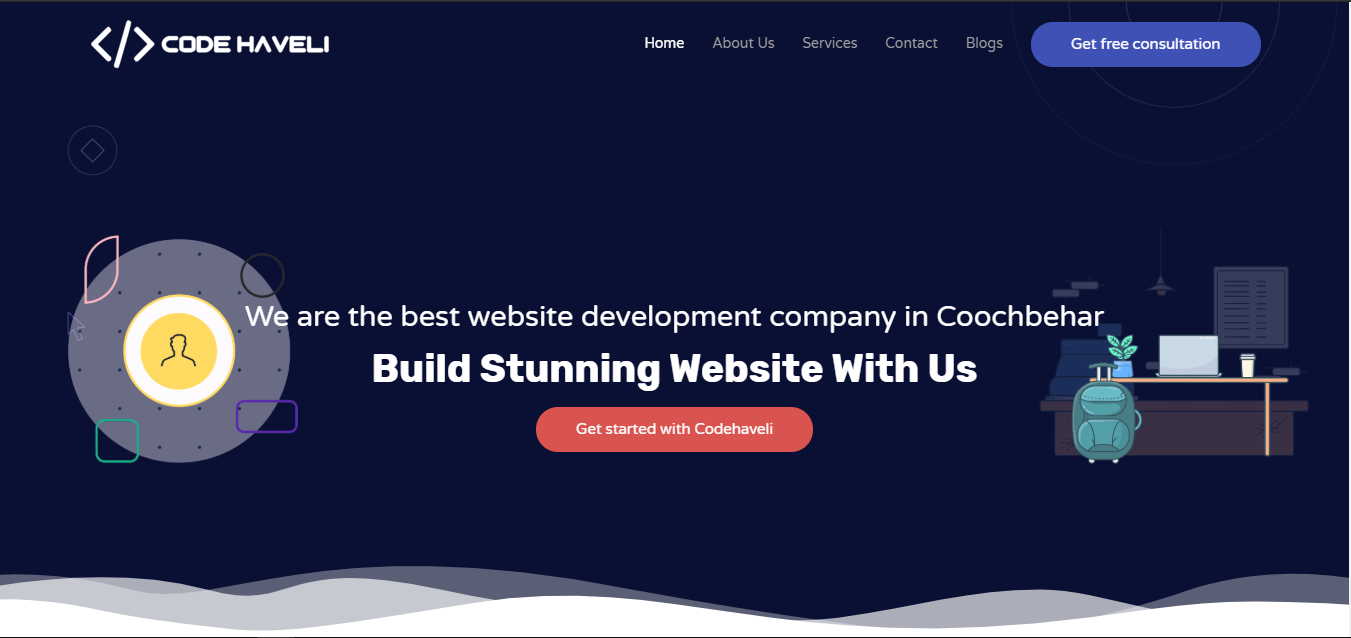 </> CODE HAVELI
Home About Us Services Contact Blogs Get free consultation
We are the best website development company in Coochbehar
Build Stunning Website With Us
Get started with Codehaveli